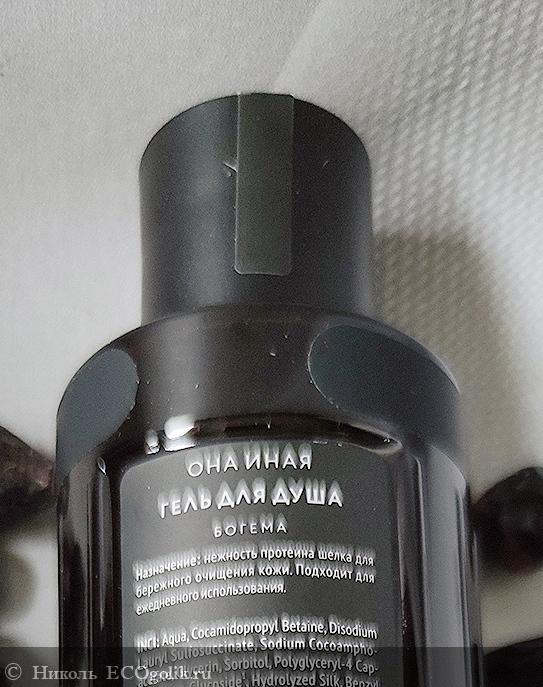 ОНА ИНАЯ
ГЕЛЬ ДЛЯ ДУША
БОГЕМА
Назначение: нежность протеина шелка для
бережного очищения кожи. Подходит для
ежедневного использования.
INCI: Aqua, Cocamidopropyl Betaine, Disodium
Lauryl Sulfosuccinate, Sodium Cocoampho-
Sorbitol, Polyglyceryl-4 Cap-
Hydrolyzed Silk, Benzyl
© Николь ECOgolik.ru